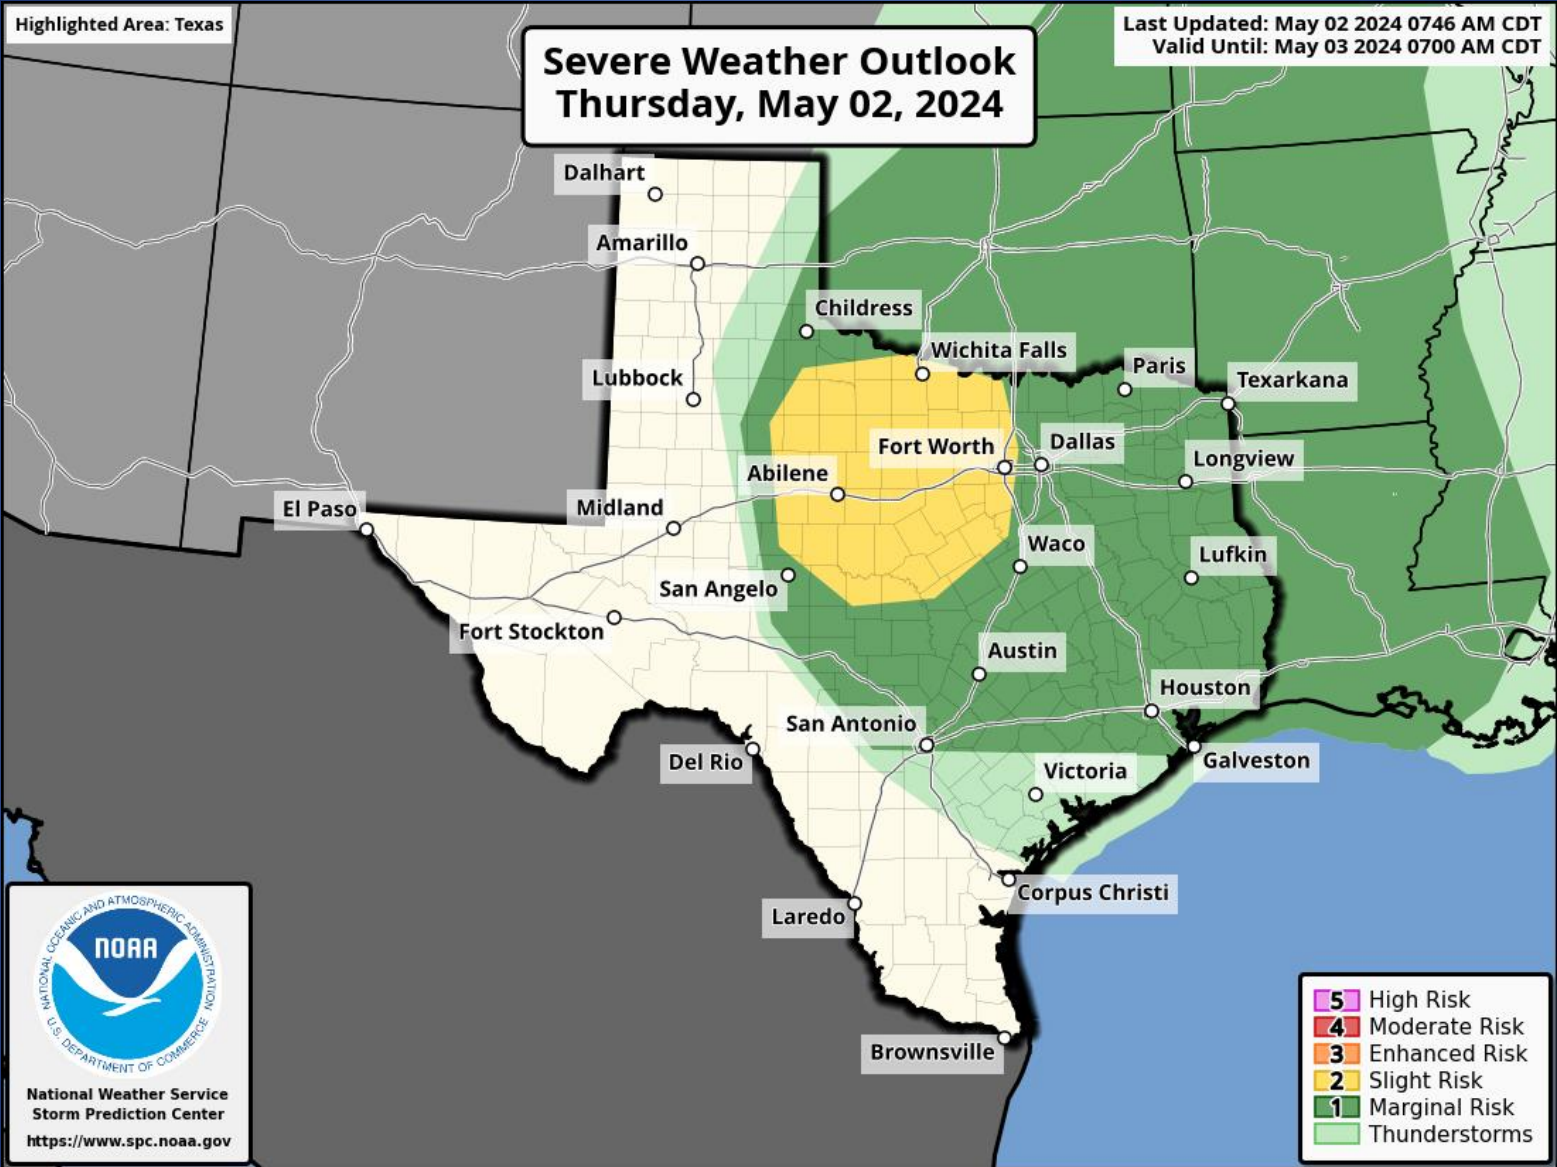 Highlighted Area: Texas
Severe Weather Outlook
Thursday, May 02, 2024
Last Updated: May 02 2024 0746 AM CDT
Valid Until: May 03 2024 0700 AM CDT
Dalhart
Amarillo
Childress
Wichita Falls
Paris
Texarkana
Lubbock
Fort Worth
Dallas
Longview
Abilene
El Paso
Midland
Waco
Lufkin
San Angelo
Fort Stockton
Austin
Houston
San Antonio
Del Rio
Galveston
Victoria
Corpus Christi
Laredo
Brownsville
NATIONAL OCEANIC AND ATMOSPHERIC ADMINISTRATION
NOAA
U.S. DEPARTMENT OF COMMERCE
National Weather Service
Storm Prediction Center
https://www.spc.noaa.gov
5 High Risk
4 Moderate Risk
3 Enhanced Risk
2 Slight Risk
1 Marginal Risk
Thunderstorms